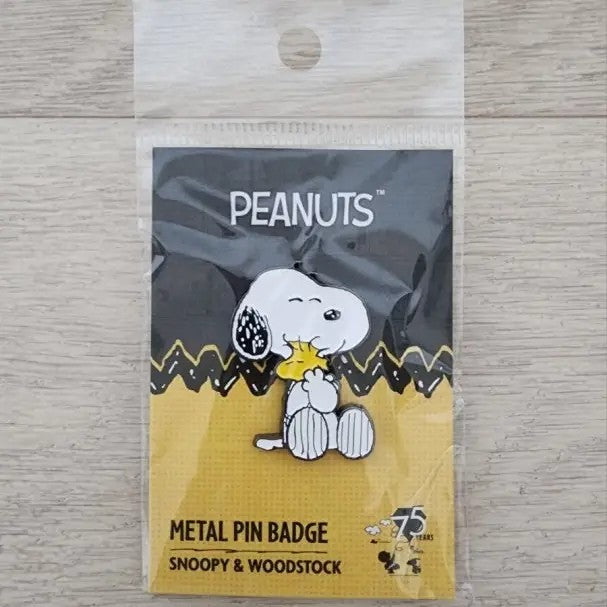 PEANUTS™
METAL PIN BADGE
SNOOPY & WOODSTOCK
75
YEARS